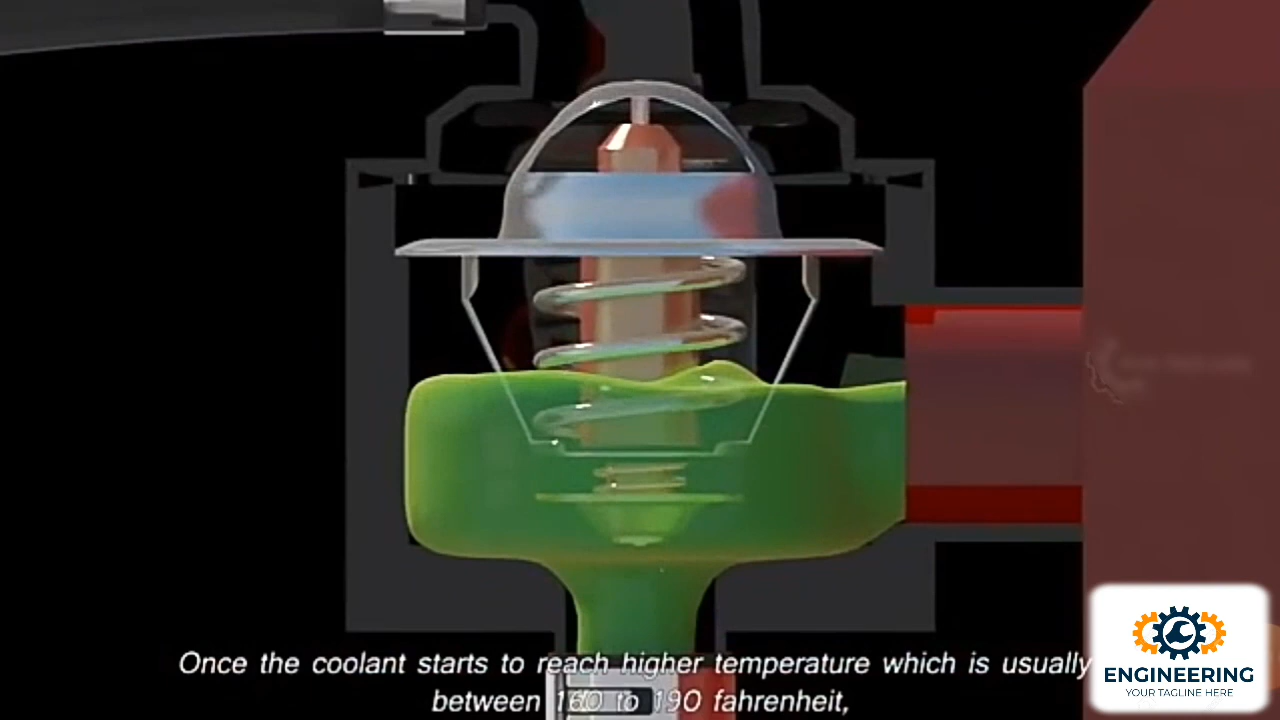 Once the coolant starts to reach higher temperature which is usually
between 160 to 190 fahrenheit,
ENGINEERING
YOUR TAGLINE HERE